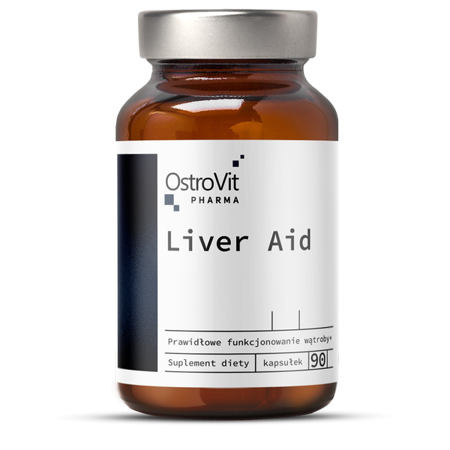 OstroVit
PHARMA
Liver Aid
Prawidłowe funkcjonowanie wątroby*
Suplement diety kapsułek 90